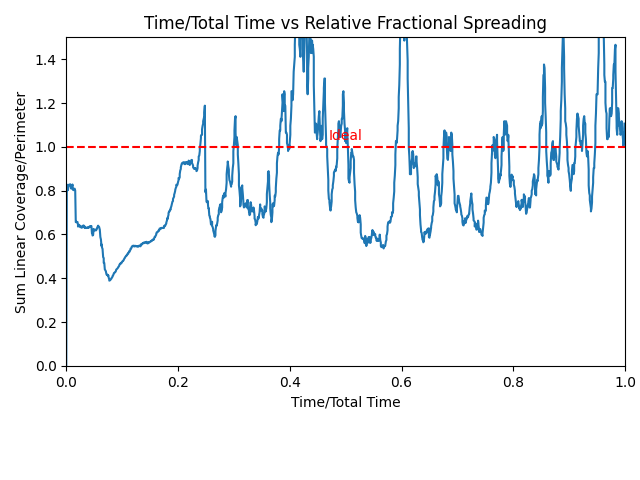 Time/Total Time vs Relative Fractional Spreading
Sum Linear Coverage/Perimeter
1.4
1.2
1.0
0.8
0.6
0.4
0.2
0.0
Ideal
0.0 0.2 0.4 0.6 0.8 1.0
Time/Total Time